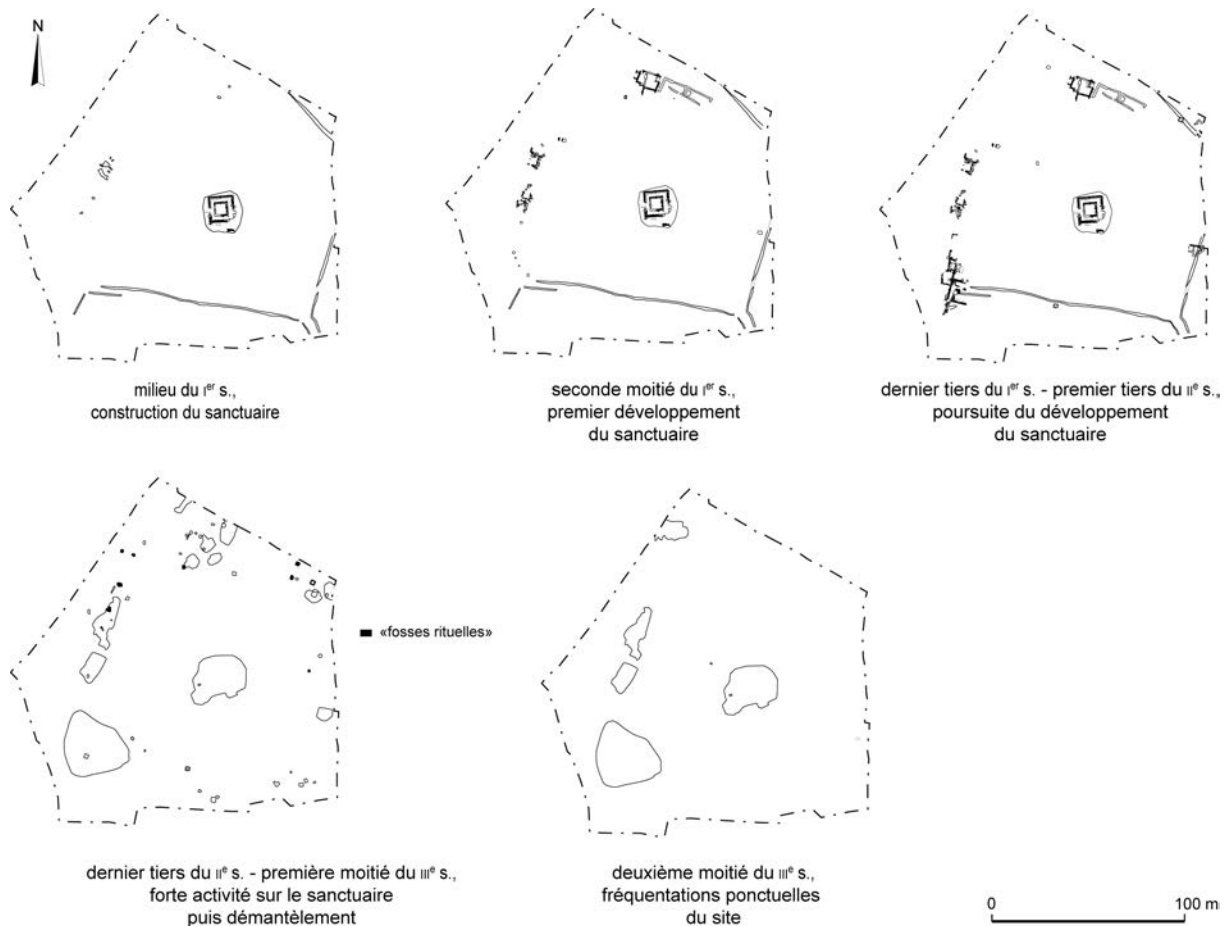 N
milieu du Iᵉʳ s.,
construction du sanctuaire
seconde moitié du Iᵉʳ s.,
premier développement
du sanctuaire
dernier tiers du Iᵉʳ s. - premier tiers du IIᵉ s.,
poursuite du développement
du sanctuaire
«fosses rituelles»
dernier tiers du IIᵉ s. - première moitié du IIIᵉ s.,
forte activité sur le sanctuaire
puis démantèlement
deuxième moitié du IIIᵉ s.,
fréquentations ponctuelles
du site
0 100 m